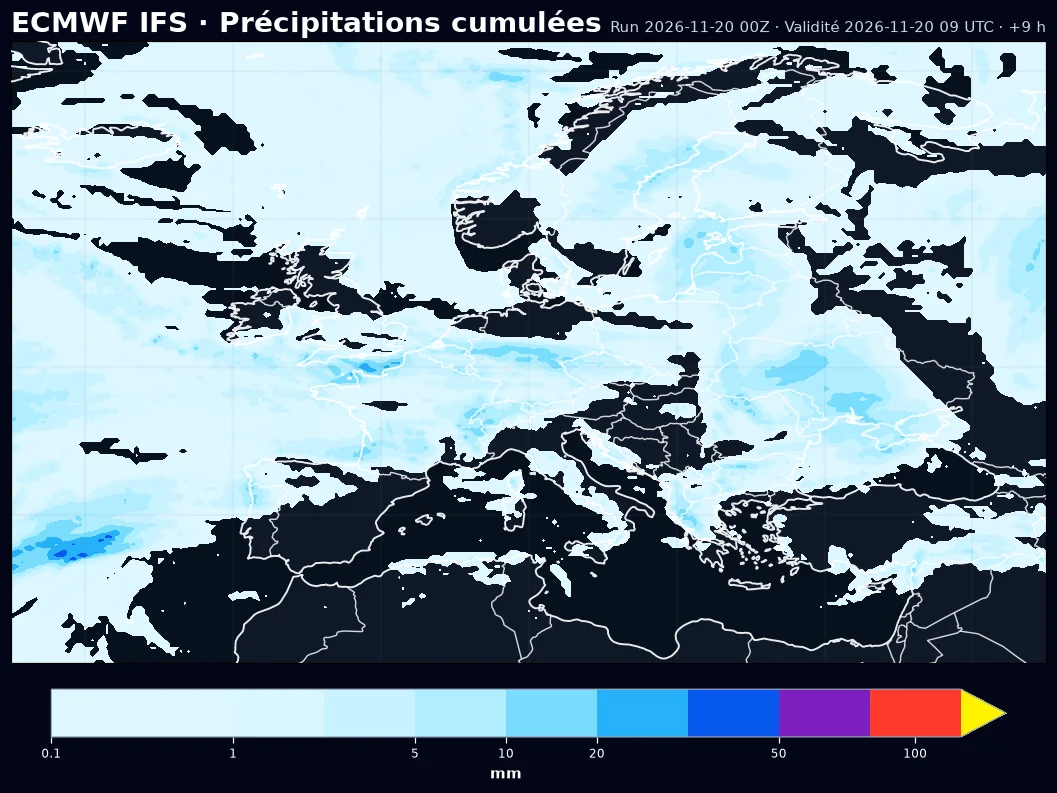 ECMWF IFS · Précipitations cumulées Run 2026-11-20 00Z · Validité 2026-11-20 09 UTC · +9 h
0.1 1 5 10 20 50 100
mm